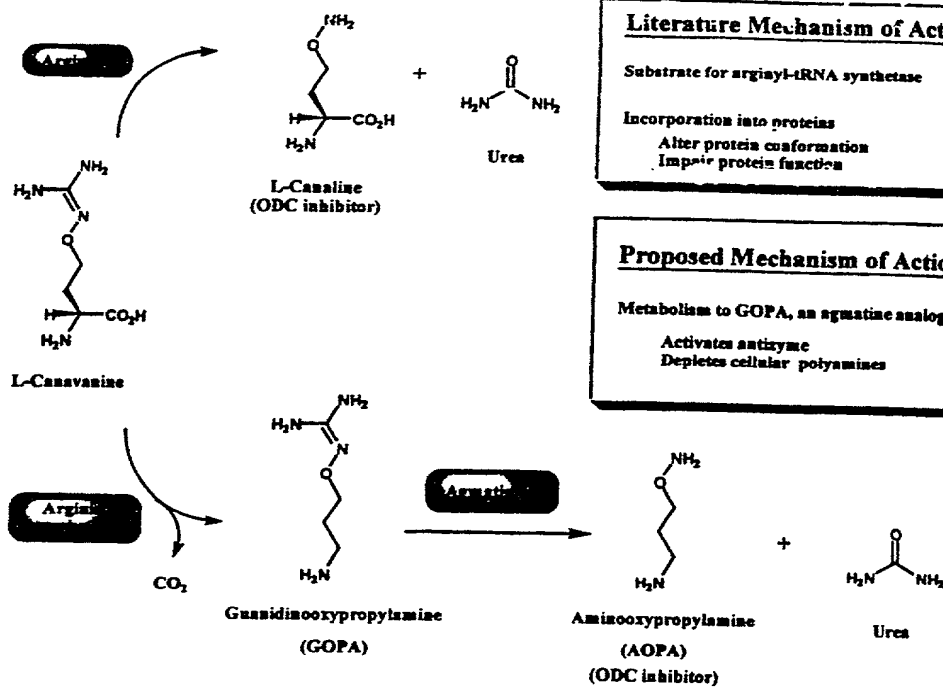 NH₂
O
H
CO₂H
H₂N
L-Canaline
(ODC inhibitor)
+
O
H₂N
NH₂
Urea
Literature Mechanism of Act
Substrate for arginyl-tRNA synthetase
Incorporation into proteins
Alter protein conformation
Impair protein function
NH₂
H₂N
N
O
H
CO₂H
H₂N
L-Canavanine
Proposed Mechanism of Actio
Metabolism to GOPA, an agmatine analog
Activates antizyme
Depletes cellular polyamines
CO₂
NH₂
H₂N
N
O
H₂N
Guanidinooxypropylamine
(GOPA)
NH₂
O
H₂N
Aminooxypropylamine
(AOPA)
(ODC inhibitor)
+
O
H₂N
NH₂
Urea